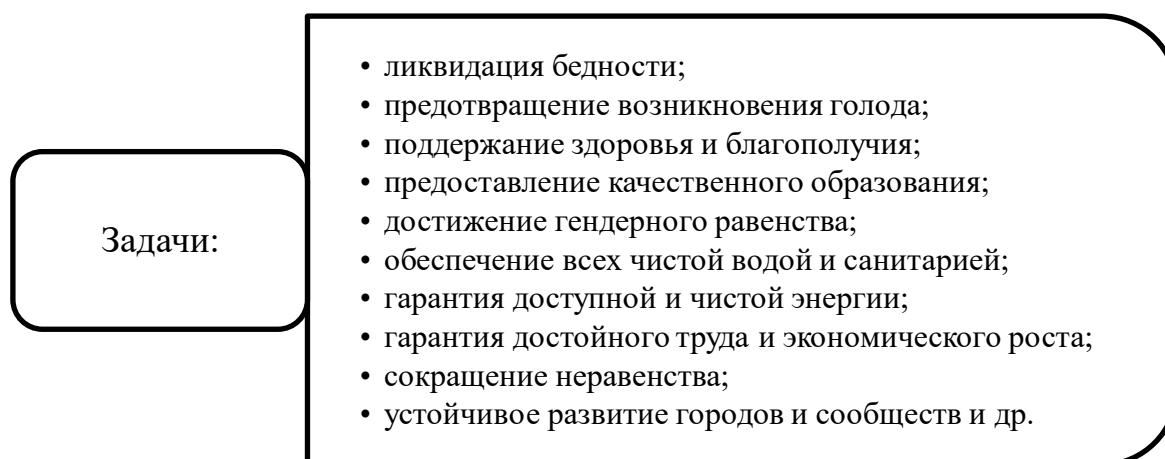 Задачи:
• ликвидация бедности;
• предотвращение возникновения голода;
• поддержание здоровья и благополучия;
• предоставление качественного образования;
• достижение гендерного равенства;
• обеспечение всех чистой водой и санитарией;
• гарантия доступной и чистой энергии;
• гарантия достойного труда и экономического роста;
• сокращение неравенства;
• устойчивое развитие городов и сообществ и др.